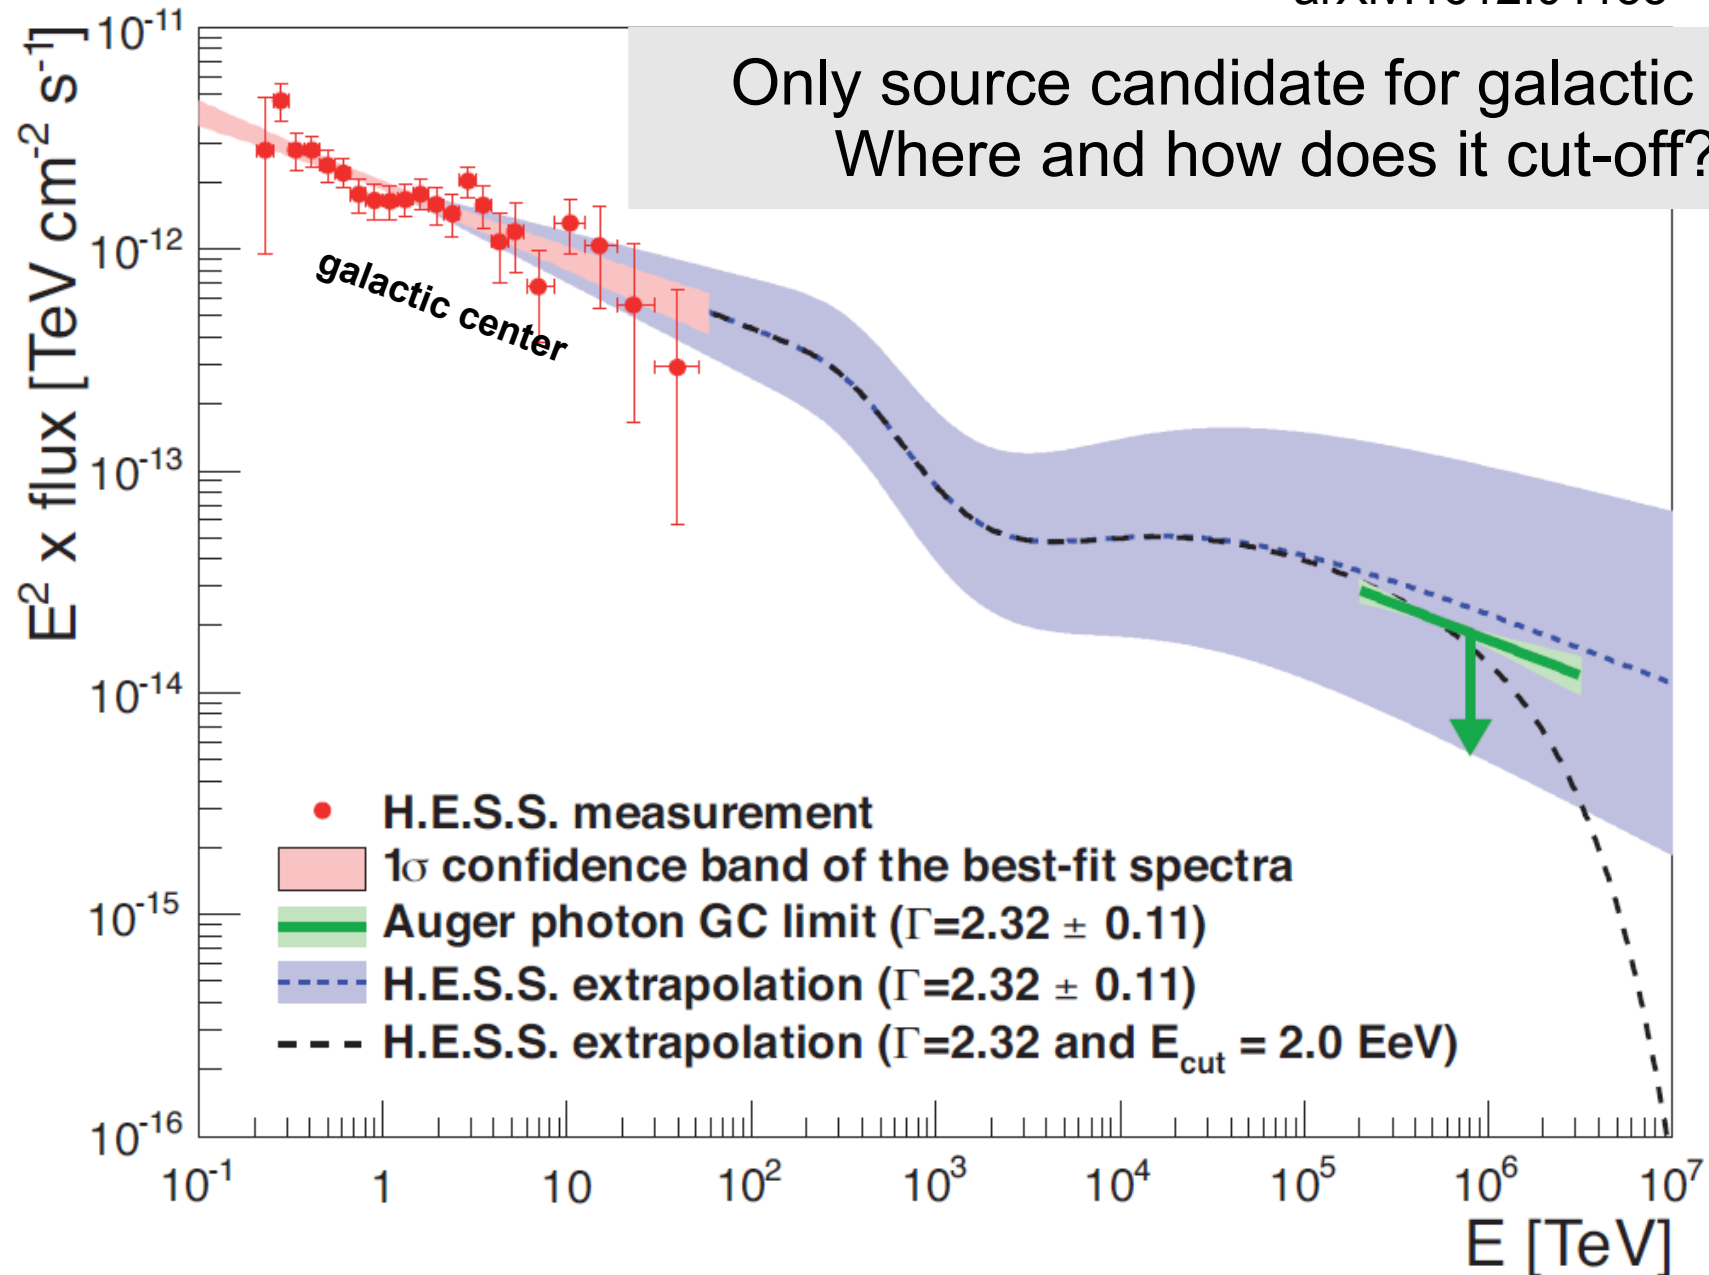 Only source candidate for galactic
Where and how does it cut-off?
E² x flux [TeV cm⁻² s⁻¹]
10⁻¹¹
10⁻¹²
10⁻¹³
10⁻¹⁴
10⁻¹⁵
10⁻¹⁶
galactic center
H.E.S.S. measurement
1σ confidence band of the best-fit spectra
Auger photon GC limit (Γ=2.32 ± 0.11)
H.E.S.S. extrapolation (Γ=2.32 ± 0.11)
H.E.S.S. extrapolation (Γ=2.32 and E_cut = 2.0 EeV)
10⁻¹ 1 10 10² 10³ 10⁴ 10⁵ 10⁶ 10⁷
E [TeV]